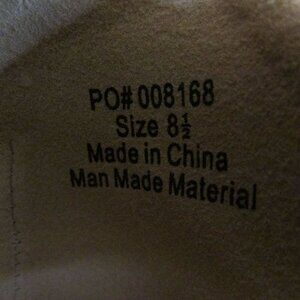 PO# 008168
Size 8½
Made in China
Man Made Material